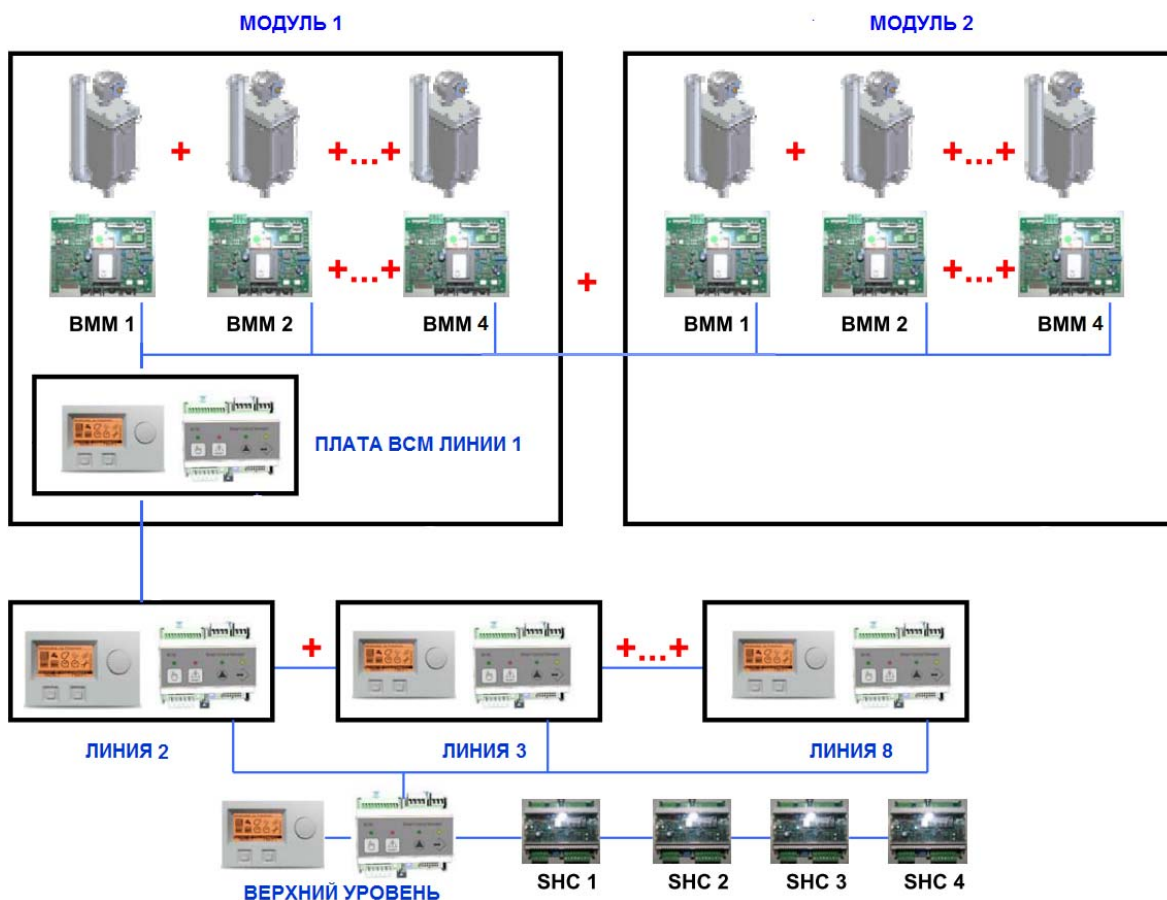 МОДУЛЬ 1
МОДУЛЬ 2
+
+...+
+
+...+
+...+
+
+...+
BMM 1
BMM 2
BMM 4
BMM 1
BMM 2
BMM 4
ПЛАТА BCM ЛИНИИ 1
+
+...+
ЛИНИЯ 2
ЛИНИЯ 3
ЛИНИЯ 8
ВЕРХНИЙ УРОВЕНЬ
SHC 1
SHC 2
SHC 3
SHC 4